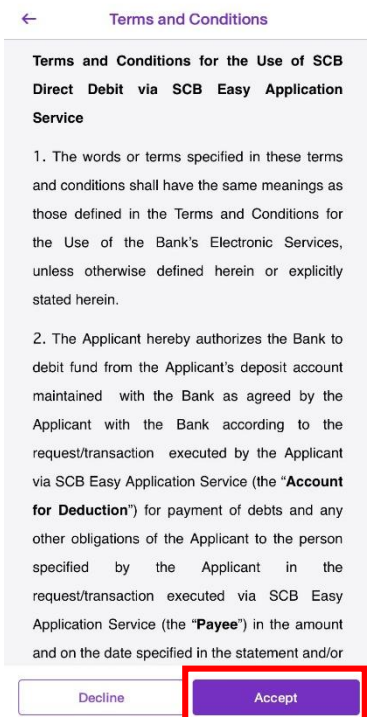 ← Terms and Conditions
Terms and Conditions for the Use of SCB
Direct Debit via SCB Easy Application
Service
1. The words or terms specified in these terms
and conditions shall have the same meanings as
those defined in the Terms and Conditions for
the Use of the Bank's Electronic Services,
unless otherwise defined herein or explicitly
stated herein.
2. The Applicant hereby authorizes the Bank to
debit fund from the Applicant's deposit account
maintained with the Bank as agreed by the
Applicant with the Bank according to the
request/transaction executed by the Applicant
via SCB Easy Application Service (the “Account
for Deduction”) for payment of debts and any
other obligations of the Applicant to the person
specified by the Applicant in the
request/transaction executed via SCB Easy
Application Service (the “Payee”) in the amount
and on the date specified in the statement and/or
Decline Accept